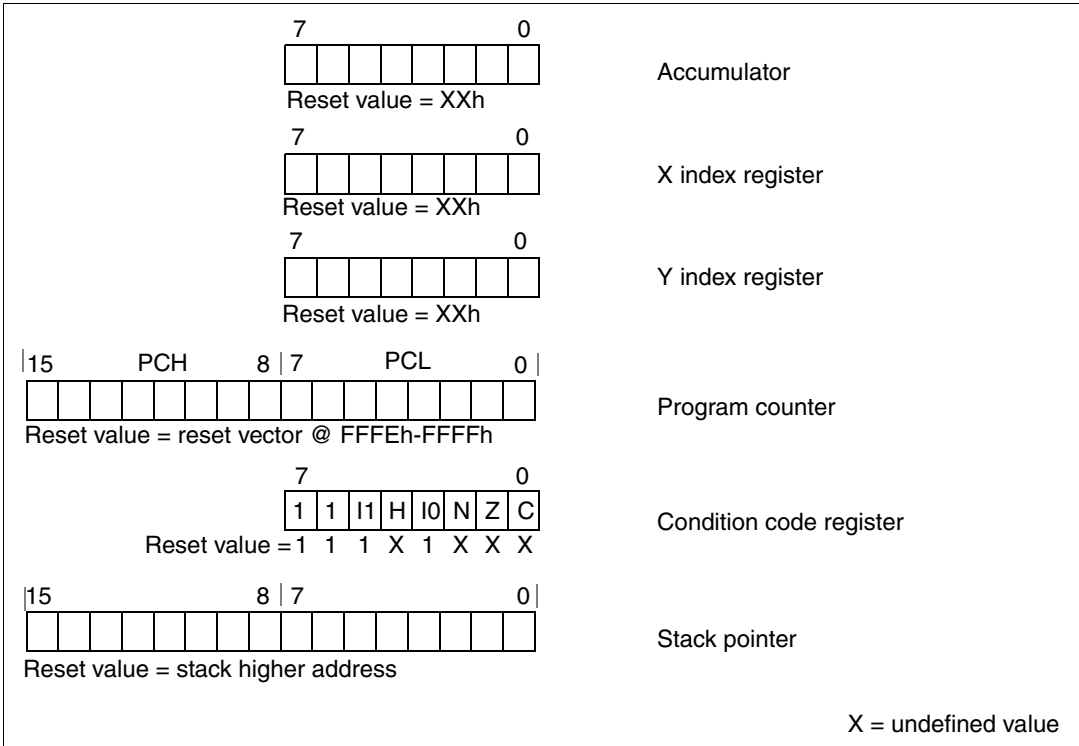 7 0
Accumulator
Reset value = XXh
7 0
X index register
Reset value = XXh
7 0
Y index register
Reset value = XXh
15 PCH 8 7 PCL 0
Program counter
Reset value = reset vector @ FFFEh-FFFFh
7 0
1 1 I1 H I0 N Z C
Condition code register
Reset value = 1 1 1 X 1 X X X
15 8 7 0
Stack pointer
Reset value = stack higher address
X = undefined value